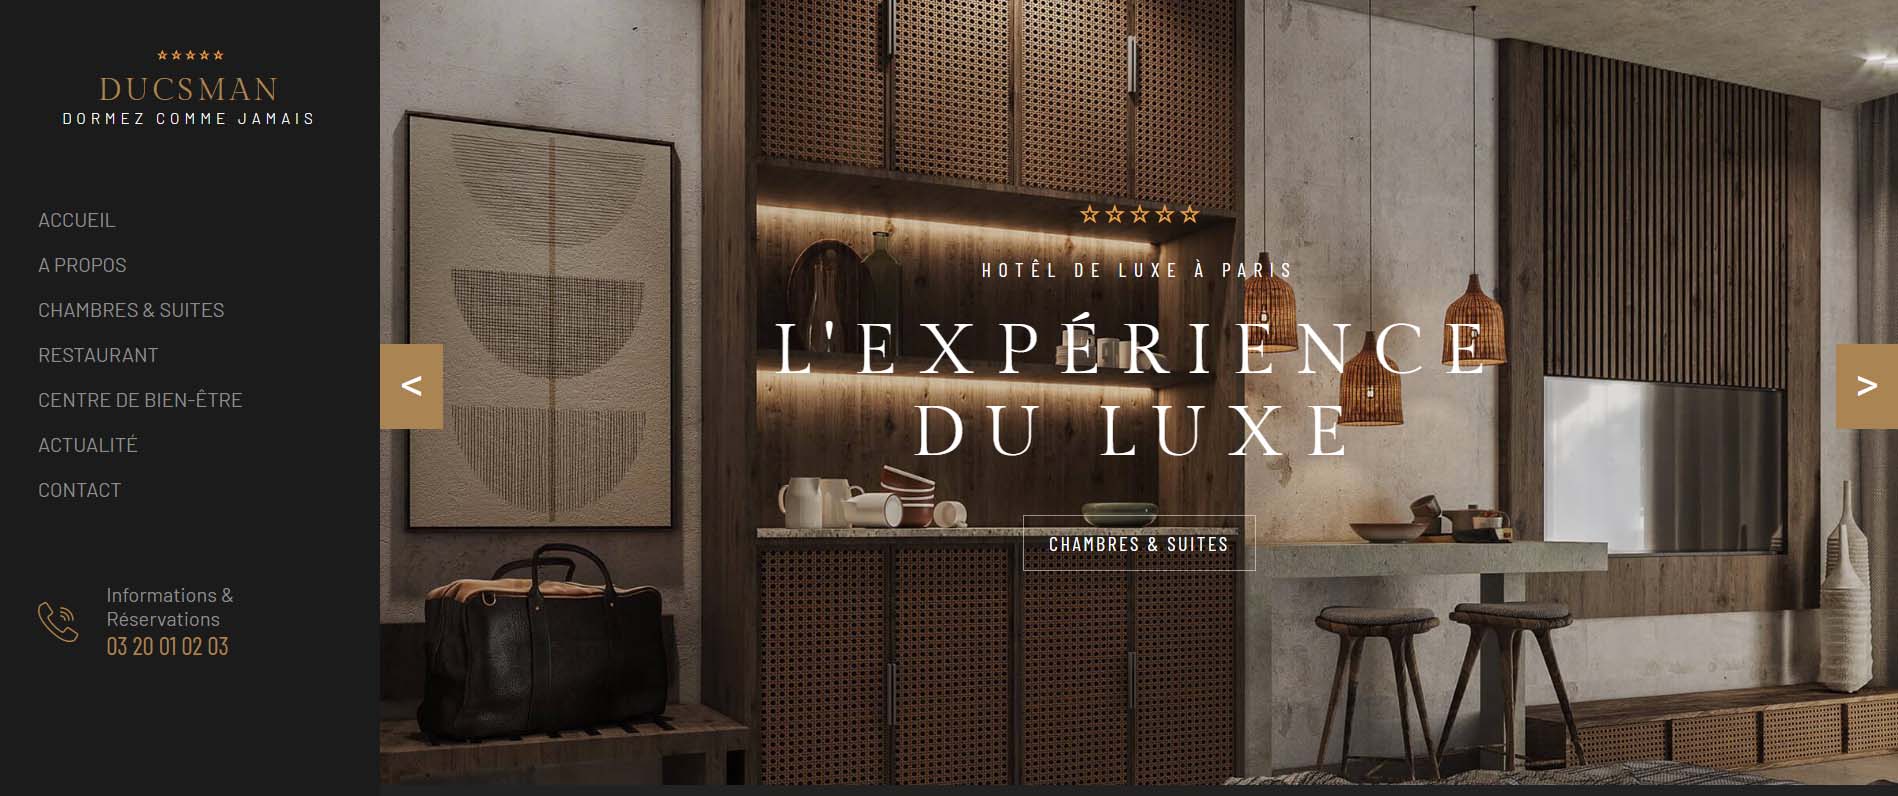 ☆☆☆☆☆
DUCSMAN
DORMEZ COMME JAMAIS
ACCUEIL
A PROPOS
CHAMBRES & SUITES
RESTAURANT
CENTRE DE BIEN-ÊTRE
ACTUALITÉ
CONTACT
Informations &
Réservations
03 20 01 02 03
<
☆☆☆☆☆
HOTÊL DE LUXE À PARIS
L'EXPÉRIENCE
DU LUXE
CHAMBRES & SUITES
>